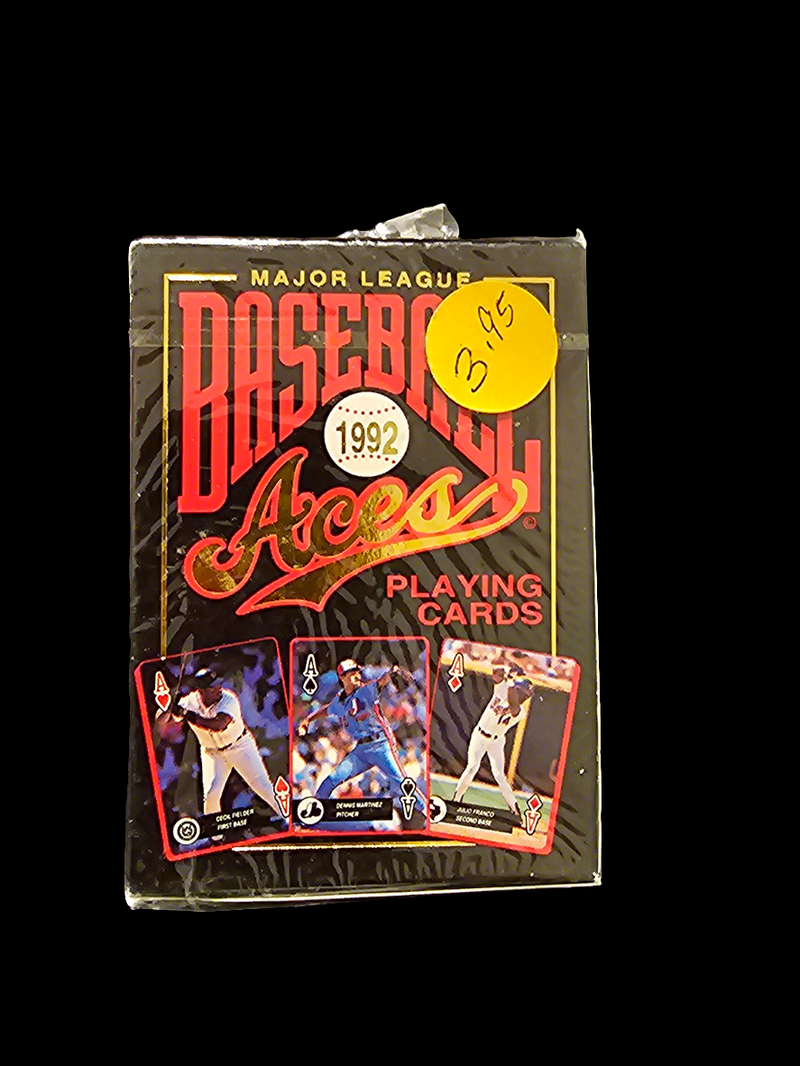 MAJOR LEAGUE
BASEBALL
3.95
1992
Aces
©
PLAYING
CARDS
A
A
A
CECIL FIELDER
FIRST BASE
A
DENNIS MARTINEZ
PITCHER
A
JULIO FRANCO
SECOND BASE
A